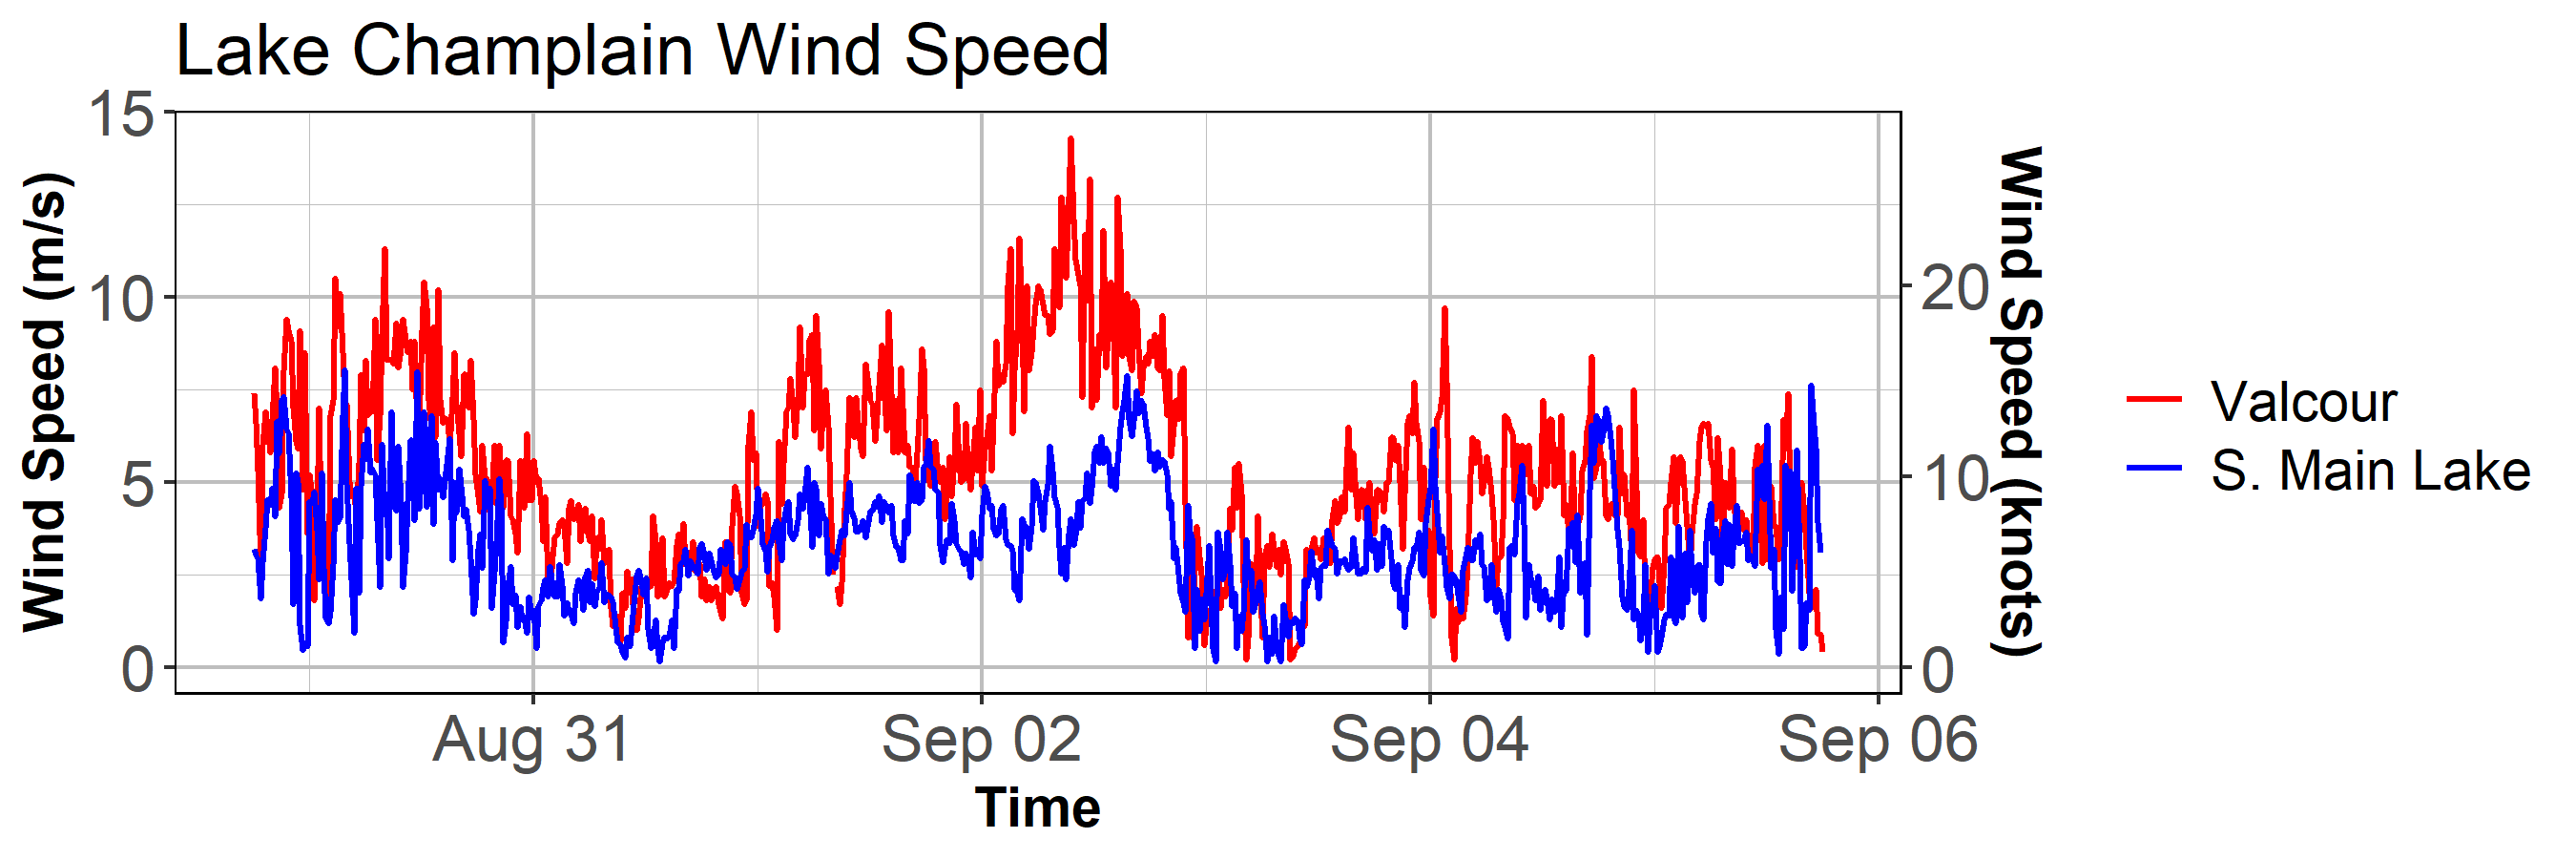 Lake Champlain Wind Speed
Wind Speed (m/s)
15
10
5
0
20
10
0
Wind Speed (knots)
Aug 31
Sep 02
Sep 04
Sep 06
Time
Valcour
S. Main Lake